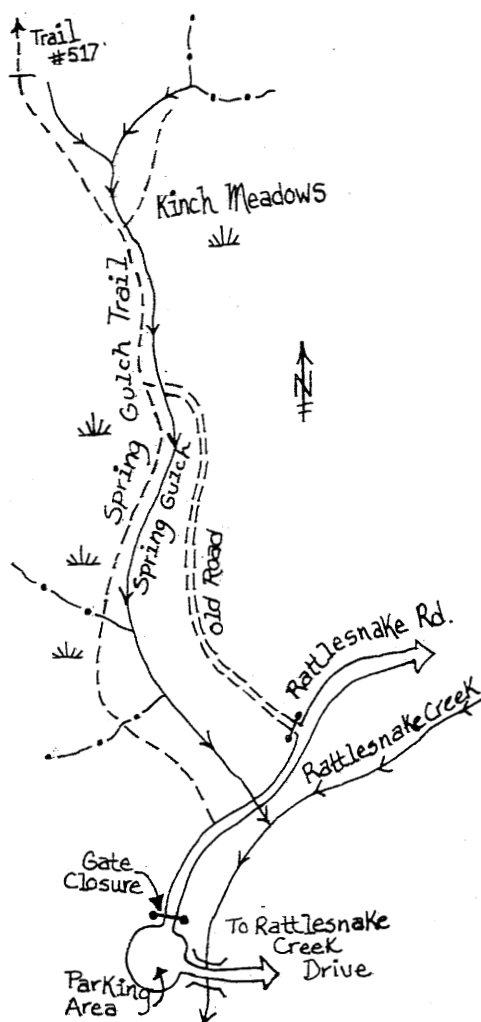 Trail
#517
Kinch Meadows
Spring Gulch Trail
N
Spring Gulch
Old Road
Rattlesnake Rd.
Rattlesnake Creek
Gate
Closure
To Rattlesnake
Creek
Drive
Parking
Area